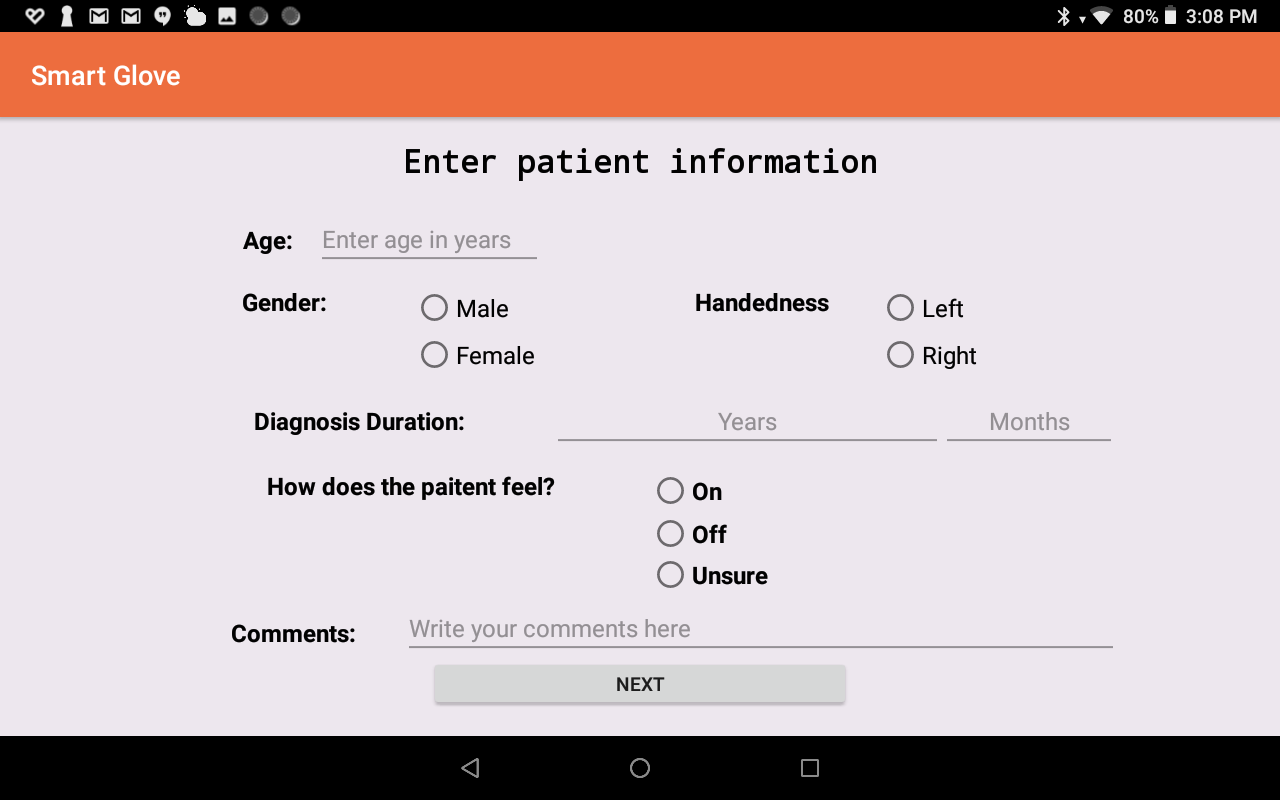 80% 3:08 PM
Smart Glove
Enter patient information
Age: Enter age in years
Gender: Male Handedness Left
Female Right
Diagnosis Duration: Years Months
How does the paitent feel? On
Off
Unsure
Comments: Write your comments here
NEXT